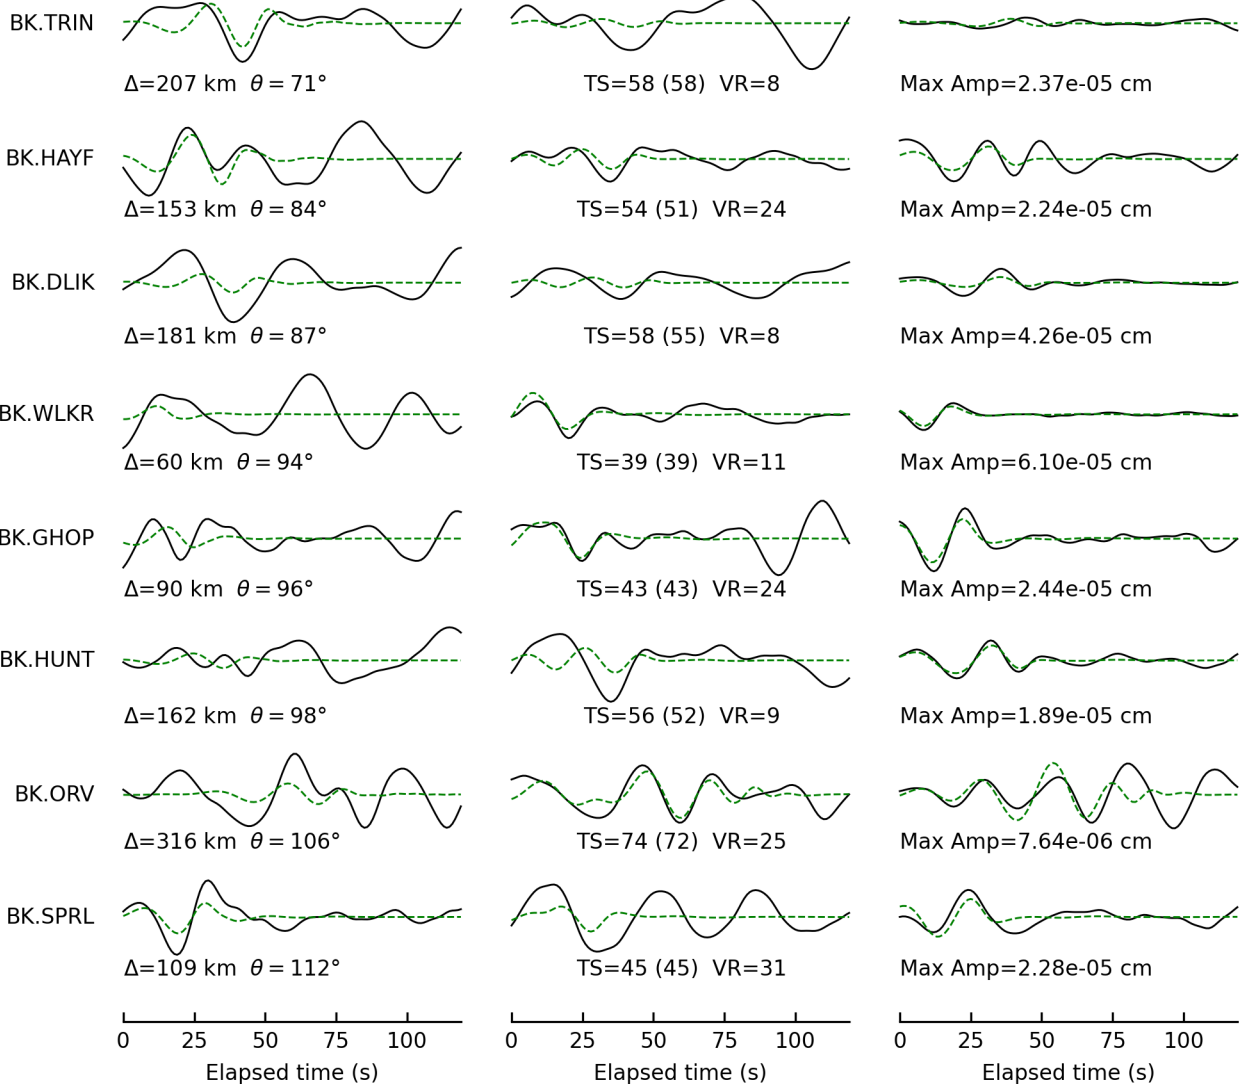 BK.TRIN
Δ=207 km θ = 71° TS=58 (58) VR=8 Max Amp=2.37e-05 cm
BK.HAYF
Δ=153 km θ = 84° TS=54 (51) VR=24 Max Amp=2.24e-05 cm
BK.DLIK
Δ=181 km θ = 87° TS=58 (55) VR=8 Max Amp=4.26e-05 cm
BK.WLKR
Δ=60 km θ = 94° TS=39 (39) VR=11 Max Amp=6.10e-05 cm
BK.GHOP
Δ=90 km θ = 96° TS=43 (43) VR=24 Max Amp=2.44e-05 cm
BK.HUNT
Δ=162 km θ = 98° TS=56 (52) VR=9 Max Amp=1.89e-05 cm
BK.ORV
Δ=316 km θ = 106° TS=74 (72) VR=25 Max Amp=7.64e-06 cm
BK.SPRL
Δ=109 km θ = 112° TS=45 (45) VR=31 Max Amp=2.28e-05 cm
0 25 50 75 100 0 25 50 75 100 0 25 50 75 100
Elapsed time (s) Elapsed time (s) Elapsed time (s)